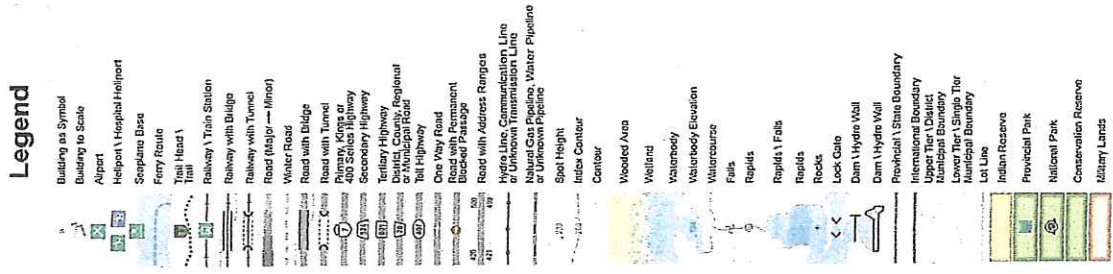 Legend
Building as Symbol
Building to Scale
Airport
Heliport \ Hospital Heliport
Seaplane Base
Ferry Route
Trail Head \
Trail
Railway \ Train Station
Railway with Bridge
Railway with Tunnel
Road (Major → Minor)
Winter Road
Road with Bridge
Road with Tunnel
Primary, Kings or
400 Series Highway
Secondary Highway
Tertiary Highway
District, County, Regional
or Municipal Road
Toll Highway
One Way Road
Road with Permanent
Blocked Passage
Road with Address Ranges
Hydro Line, Communication Line
or Unknown Transmission Line
Natural Gas Pipeline, Water Pipeline
or Unknown Pipeline
Spot Height
Index Contour
Contour
Wooded Area
Wetland
Waterbody
Waterbody Elevation
Watercourse
Falls
Rapids
Rapids \ Falls
Rapids
Rocks
Lock Gate
Dam \ Hydro Wall
Dam \ Hydro Wall
Provincial \ State Boundary
International Boundary
Upper Tier \ District
Municipal Boundary
Lower Tier \ Single Tier
Municipal Boundary
Lot Line
Indian Reserve
Provincial Park
National Park
Conservation Reserve
Military Lands
7
407
420 500
421 499